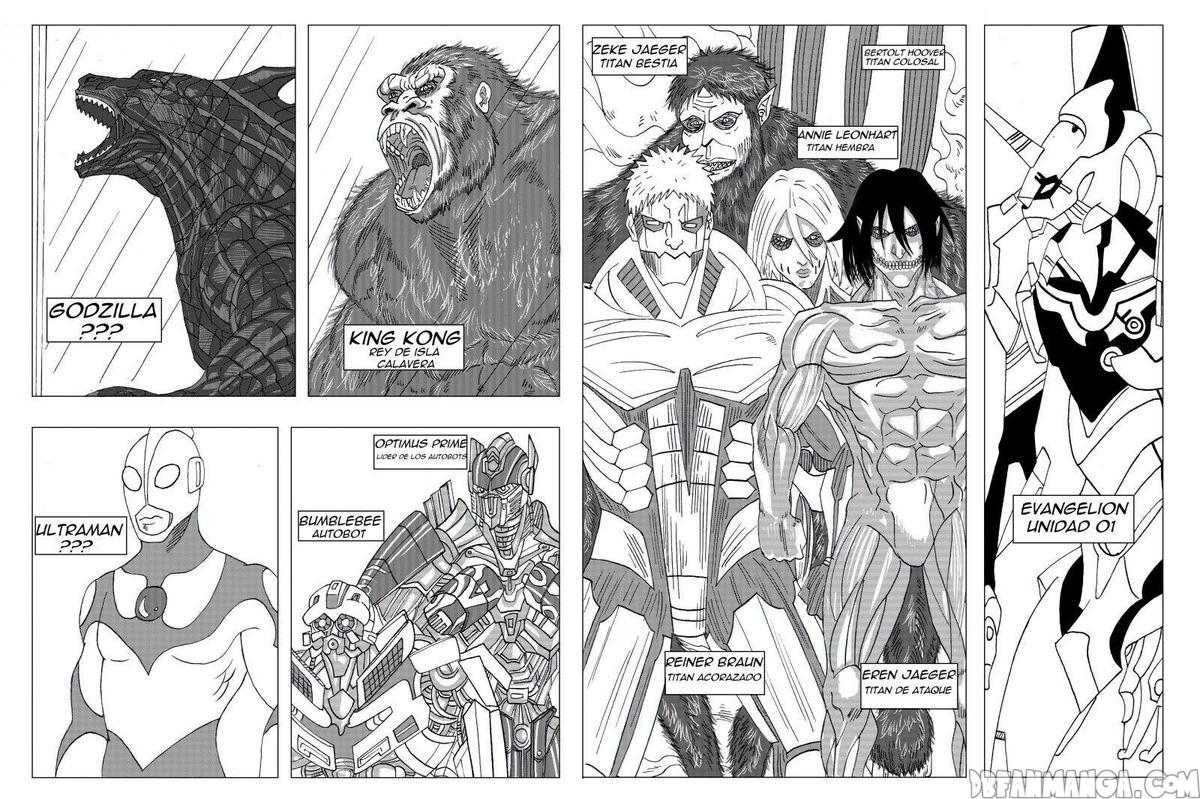 GODZILLA
???
KING KONG
REY DE ISLA
CALAVERA
ULTRAMAN
???
OPTIMUS PRIME
LIDER DE LOS AUTOBOTS
BUMBLEBEE
AUTOBOT
ZEKE JAEGER
TITAN BESTIA
BERTOLT HOOVER
TITAN COLOSAL
ANNIE LEONHART
TITAN HEMBRA
REINER BRAUN
TITAN ACORAZADO
EREN JAEGER
TITAN DE ATAQUE
EVANGELION
UNIDAD 01
DBFANMANGA.COM